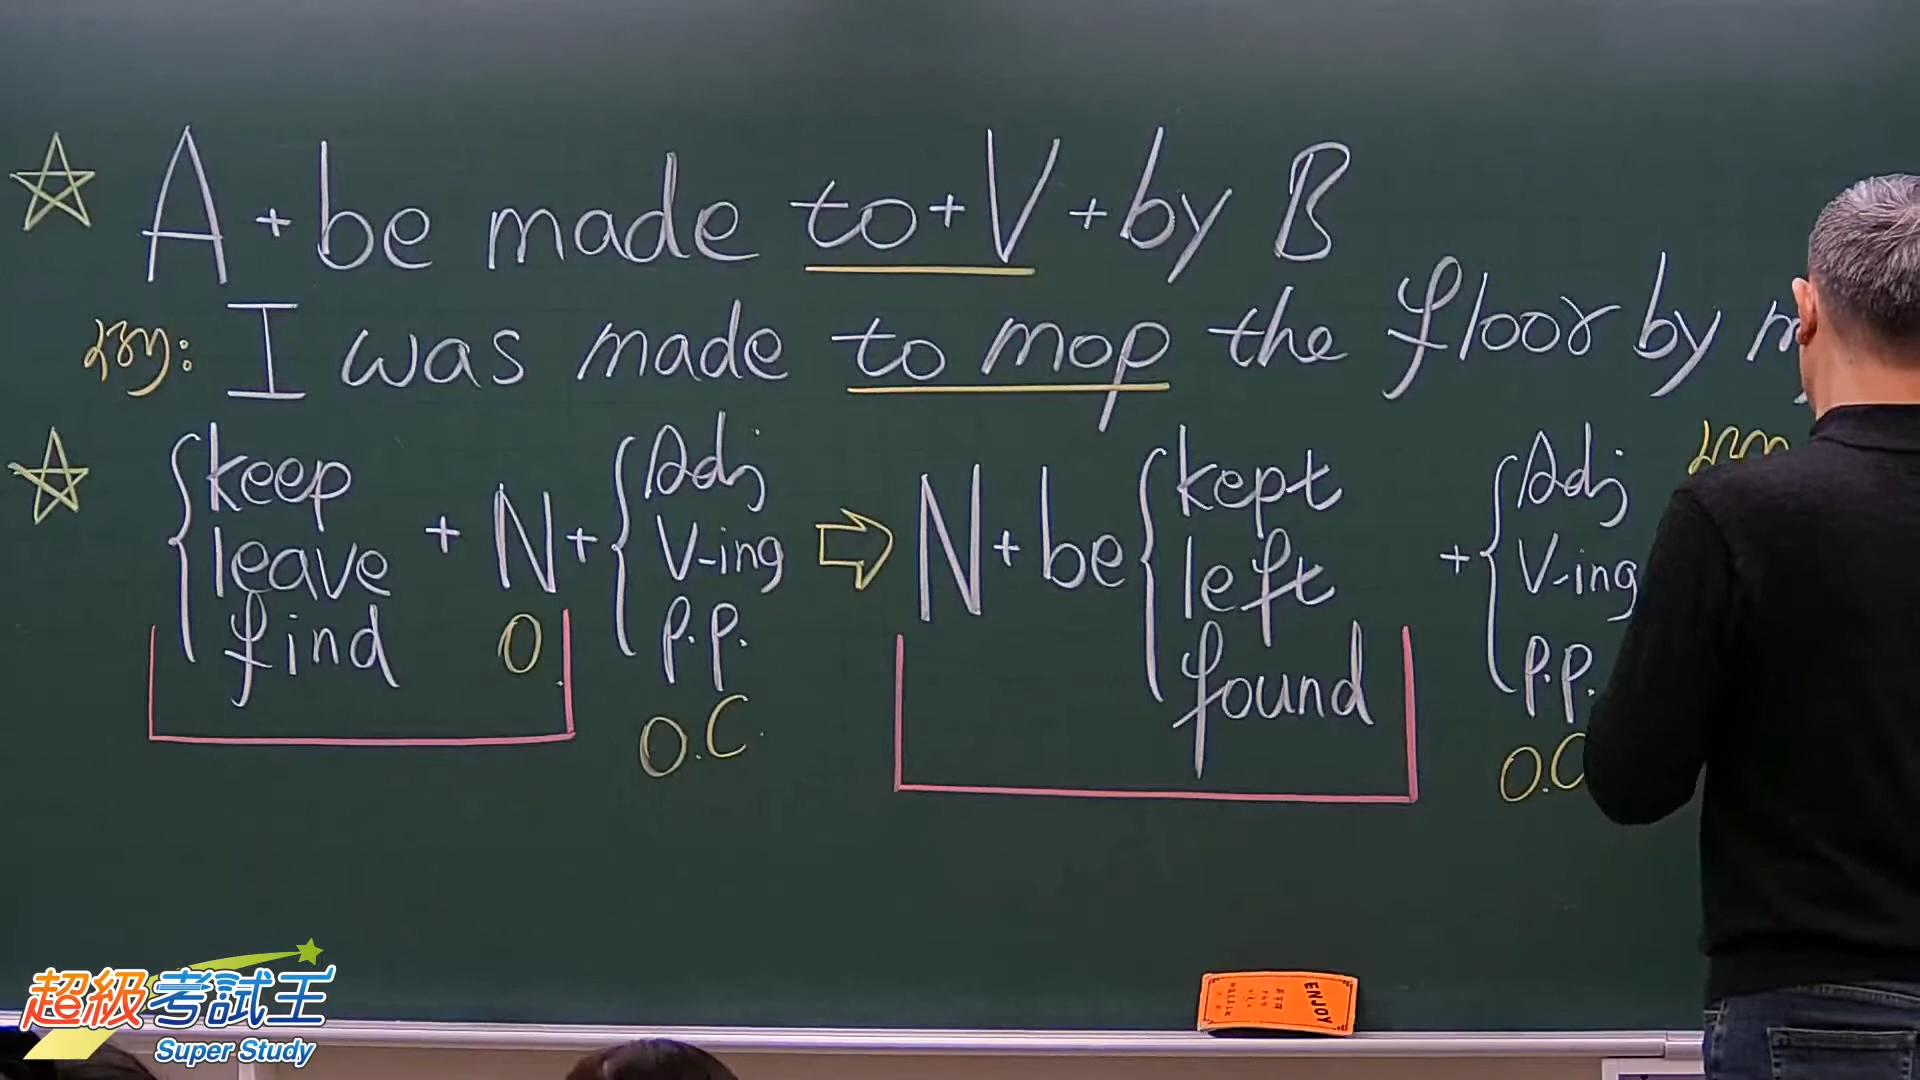 ☆ A + be made to + V + by B
I was made to mop the floor by
☆ { keep leave find + N + { Adj V-ing P.P. ⇨ N + be { kept left found + { Adj V-ing P.P.
O O.C. O.C
ENJOY
超級考試王
Super Study